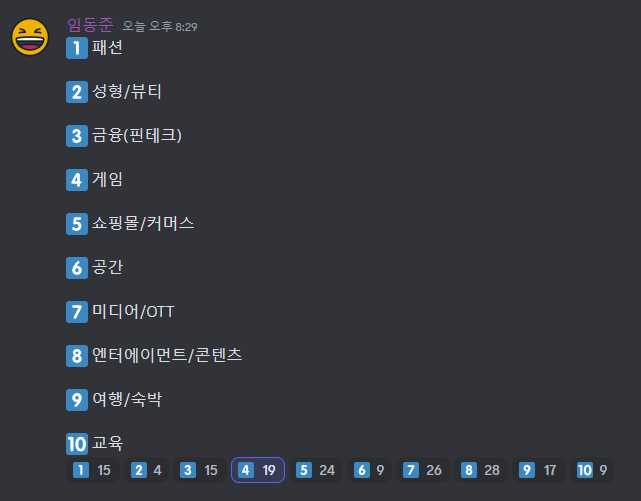 임동준 오늘 오후 8:29
1 패션
2 성형/뷰티
3 금융(핀테크)
4 게임
5 쇼핑몰/커머스
6 공간
7 미디어/OTT
8 엔터에이먼트/콘텐츠
9 여행/숙박
10 교육
1 15 2 4 3 15 4 19 5 24 6 9 7 26 8 28 9 17 10 9